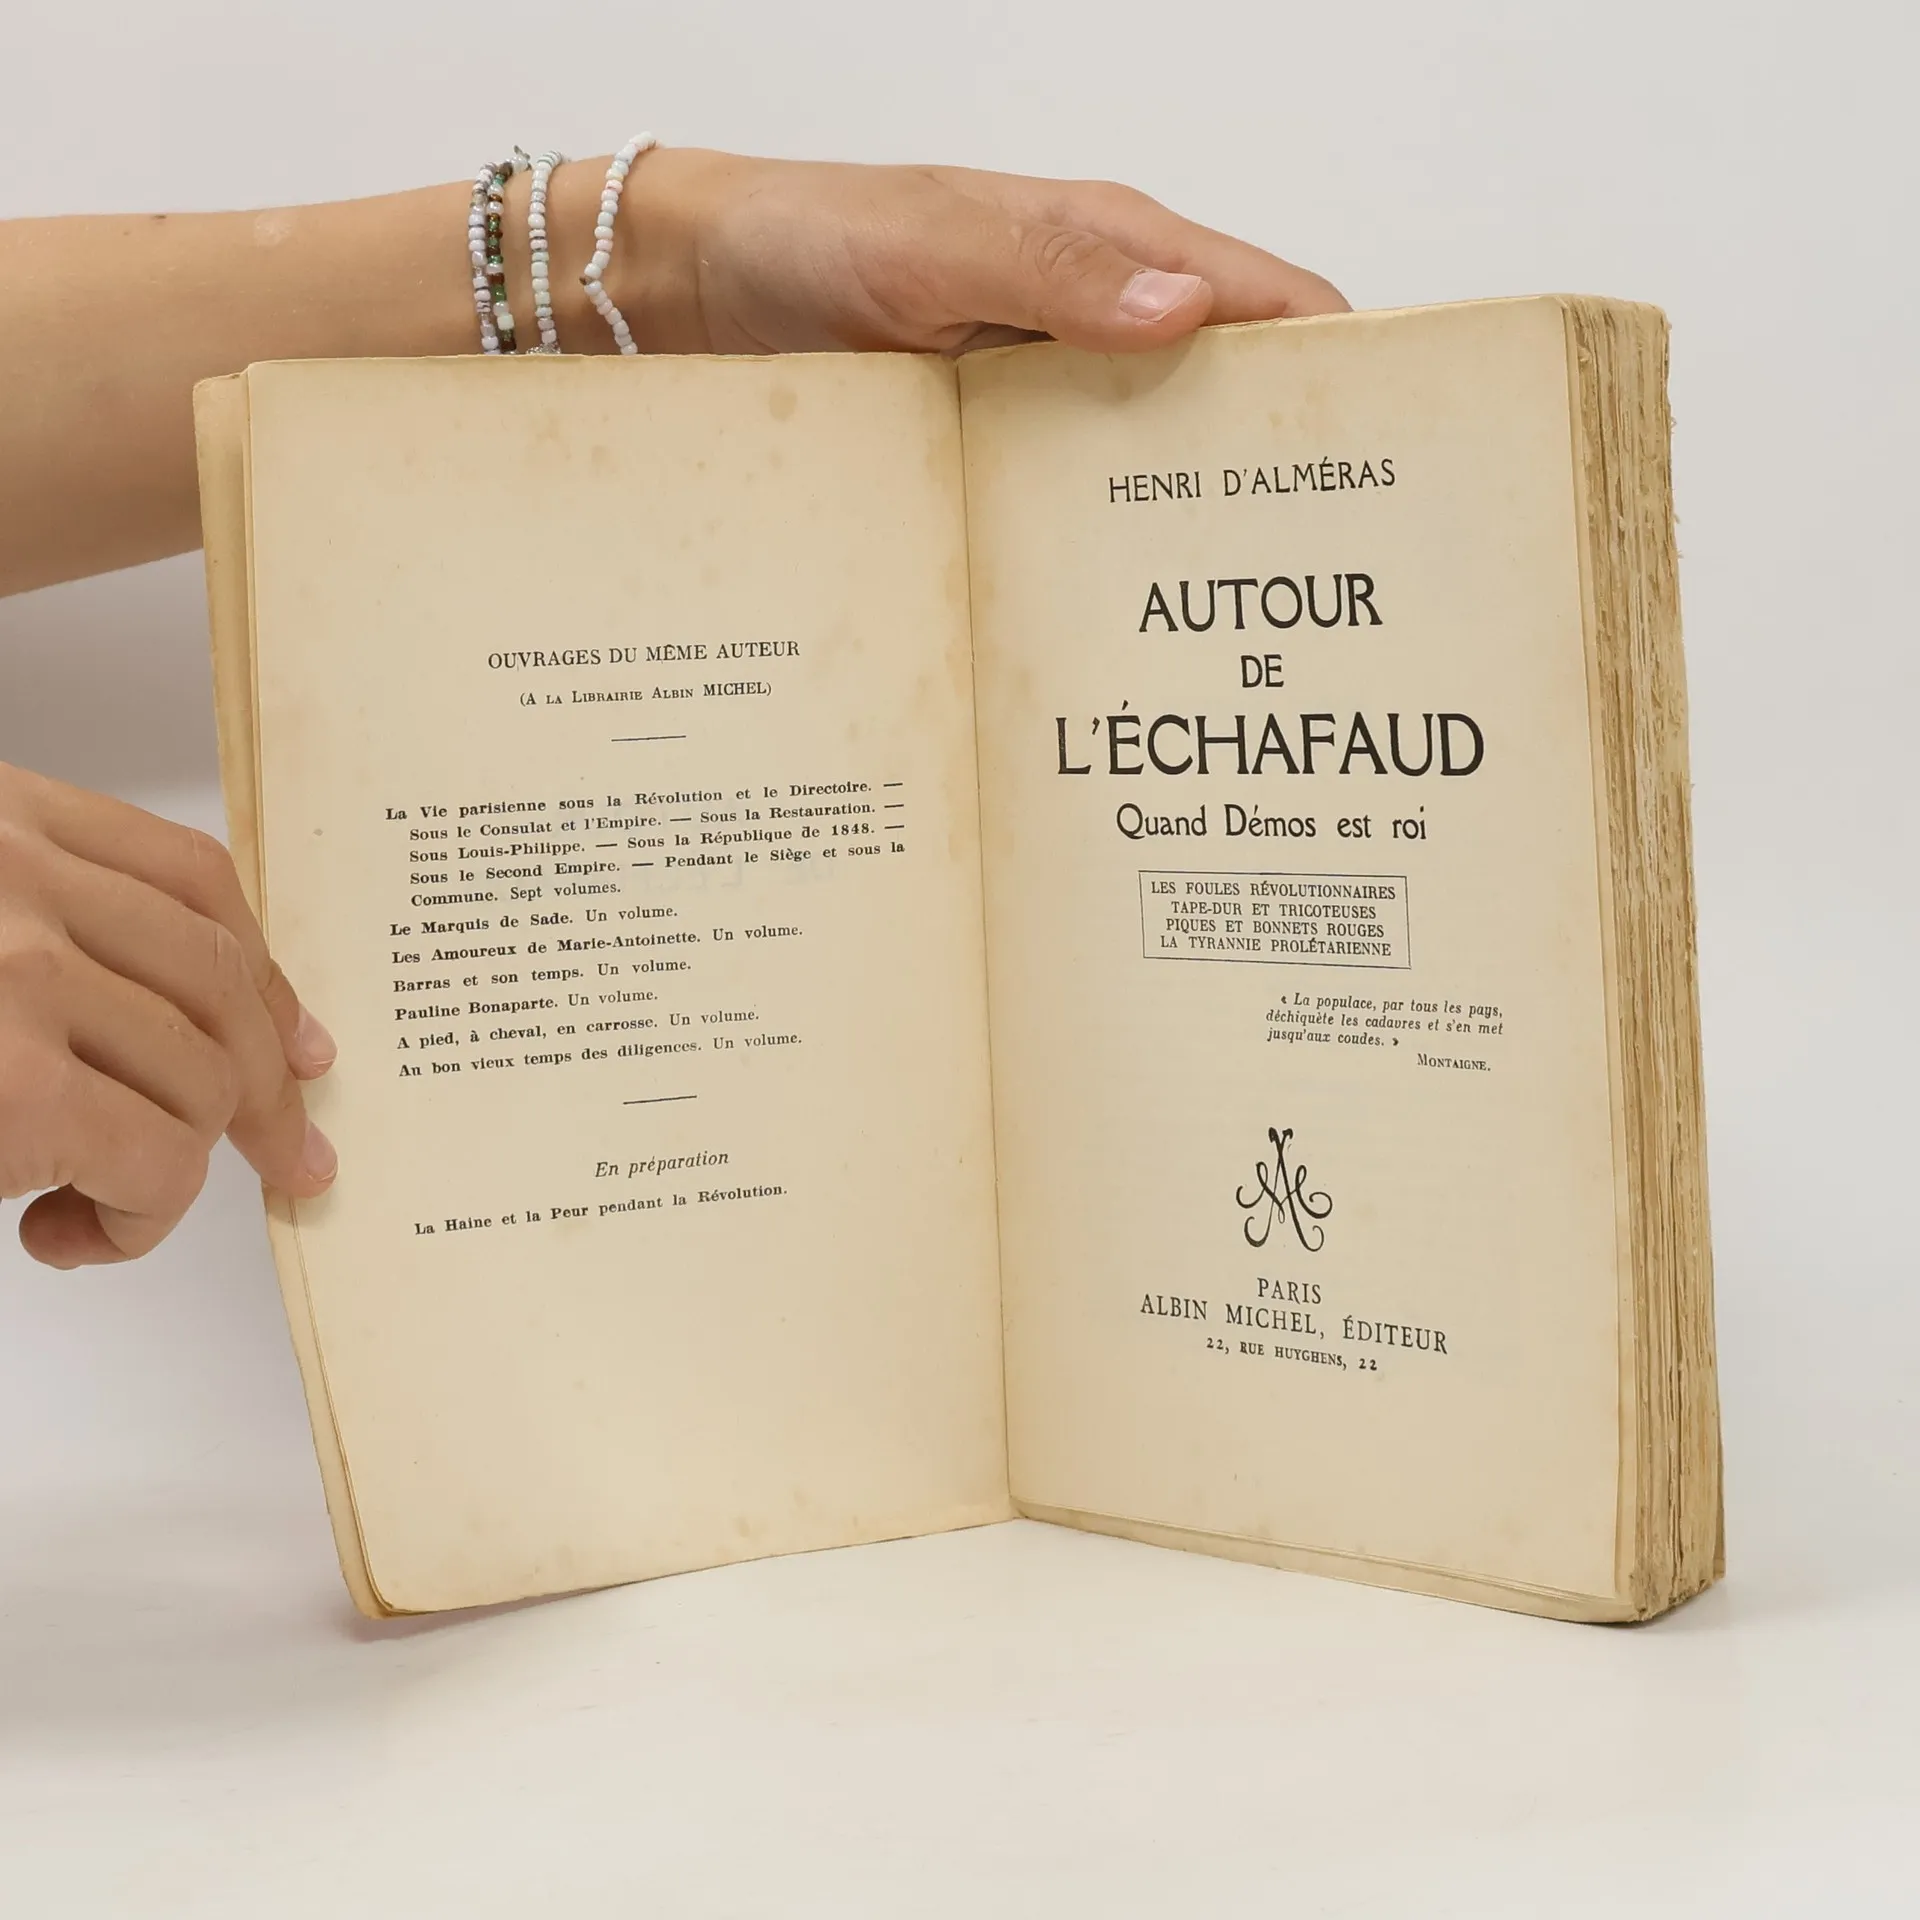 OUVRAGES DU MÊME AUTEUR
(A LA LIBRAIRIE ALBIN MICHEL)
La Vie parisienne sous la Révolution et le Directoire. —
Sous le Consulat et l'Empire. — Sous la Restauration. —
Sous Louis-Philippe. — Sous la République de 1848. —
Sous le Second Empire. — Pendant le Siège et sous la
Commune. Sept volumes.
Le Marquis de Sade. Un volume.
Les Amoureux de Marie-Antoinette. Un volume.
Barras et son temps. Un volume.
Pauline Bonaparte. Un volume.
A pied, à cheval, en carrosse. Un volume.
Au bon vieux temps des diligences. Un volume.
En préparation
La Haine et la Peur pendant la Révolution.
HENRI D'ALMÉRAS
AUTOUR
DE
L'ÉCHAFAUD
Quand Démos est roi
LES FOULES RÉVOLUTIONNAIRES
TAPE-DUR ET TRICOTEUSES
PIQUES ET BONNETS ROUGES
LA TYRANNIE PROLÉTARIENNE
« La populace, par tous les pays,
déchiquète les cadavres et s'en met
jusqu'aux coudes. »
MONTAIGNE.
AM
PARIS
ALBIN MICHEL, ÉDITEUR
22, RUE HUYGHENS, 22